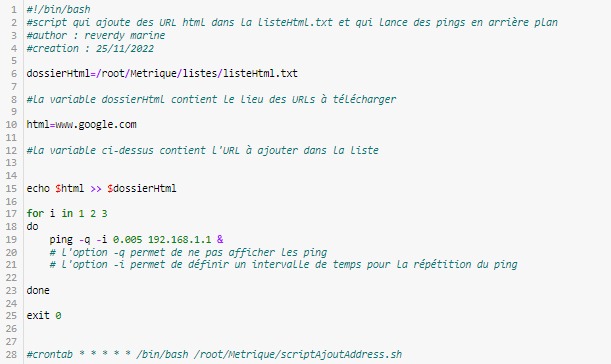 1 #!/bin/bash
2 #script qui ajoute des URL html dans la listeHtml.txt et qui lance des pings en arrière plan
3 #author : reverdy marine
4 #creation : 25/11/2022
5
6 dossierHtml=/root/Metrique/listes/listeHtml.txt
7
8 #la variable dossierHtml contient le lieu des URLs à télécharger
9
10 html=www.google.com
11
12 #la variable ci-dessus contient l'URL à ajouter dans la liste
13
14
15 echo $html >> $dossierHtml
16
17 for i in 1 2 3
18 do
19 ping -q -i 0.005 192.168.1.1 &
20 # l'option -q permet de ne pas afficher les ping
21 # l'option -i permet de définir un intervalle de temps pour la répétition du ping
22
23 done
24
25 exit 0
26
27
28 #crontab * * * * * /bin/bash /root/Metrique/scriptAjoutAddress.sh